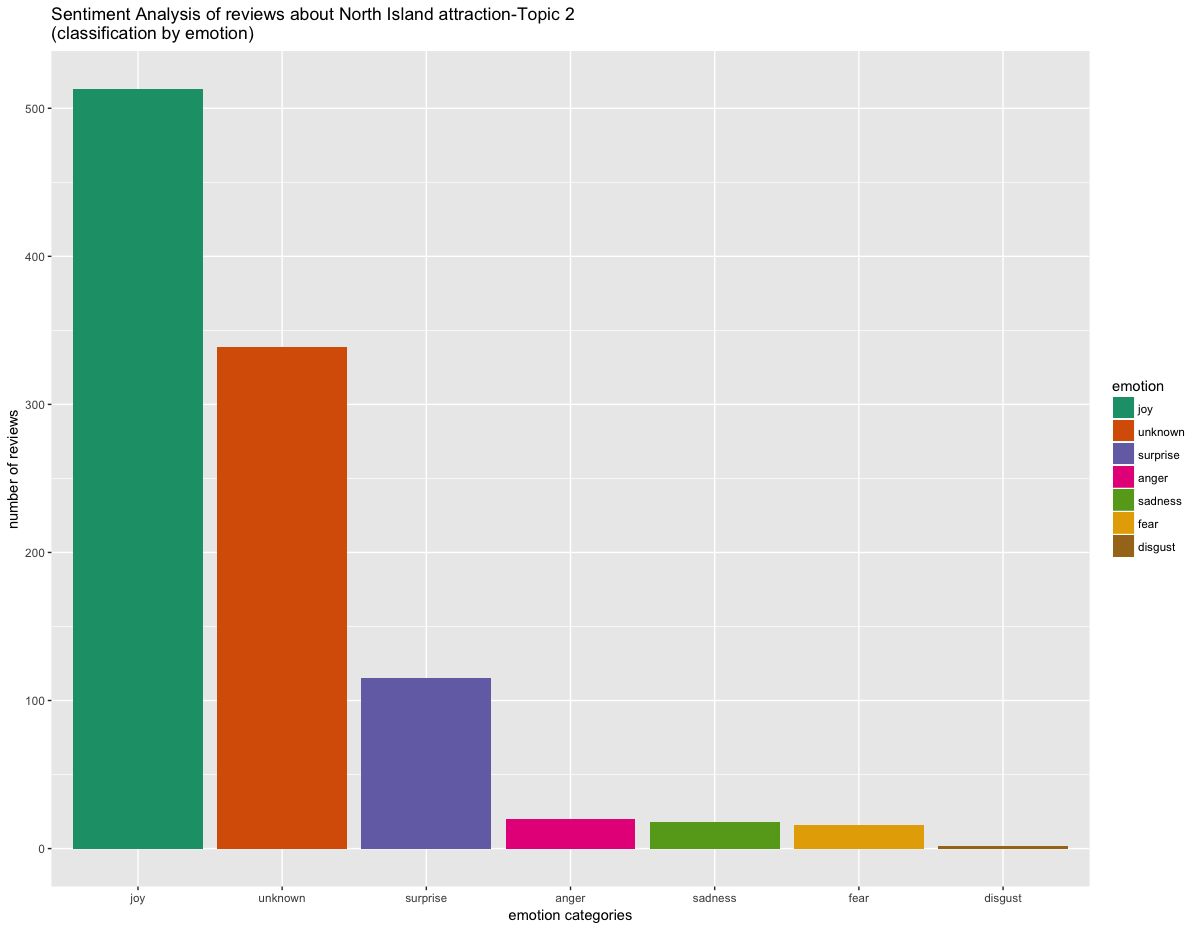 Sentiment Analysis of reviews about North Island attraction-Topic 2
(classification by emotion)
number of reviews
500
400
300
200
100
0
joy
unknown
surprise
anger
sadness
fear
disgust
emotion categories
emotion
joy
unknown
surprise
anger
sadness
fear
disgust